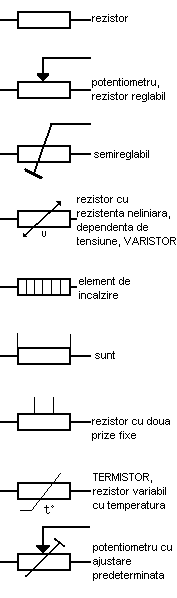 rezistor
potentiometru,
rezistor reglabil
semireglabil
rezistor cu
rezistenta neliniara,
dependenta de
tensiune, VARISTOR
U
element de
incalzire
sunt
rezistor cu doua
prize fixe
TERMISTOR,
rezistor variabil
cu temperatura
t°
potentiometru cu
ajustare
predeterminata